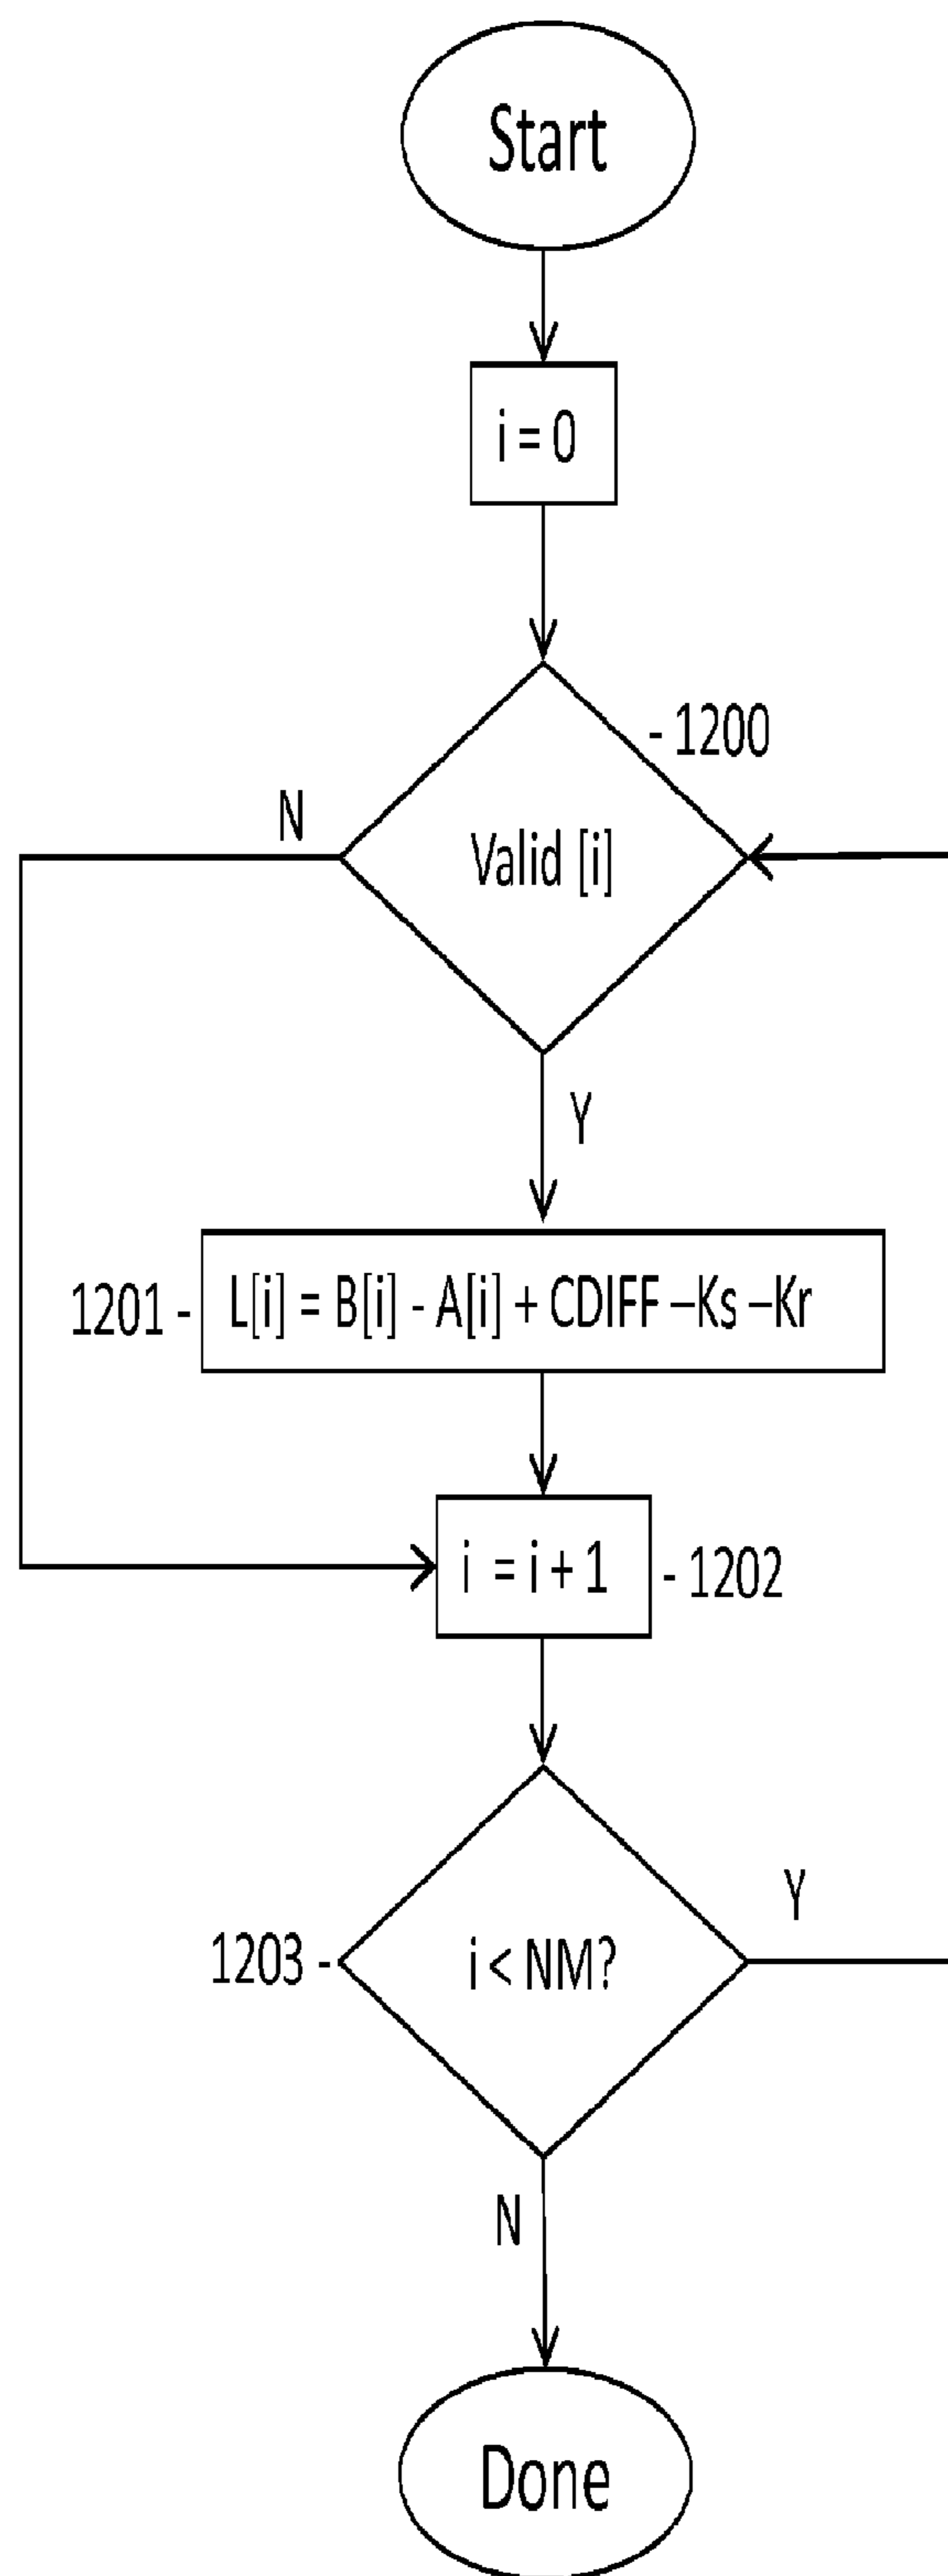 Start
i = 0
- 1200
N
Valid [i]
Y
1201 -
L[i] = B[i] - A[i] + CDIFF –Ks –Kr
i = i + 1
- 1202
Y
1203 -
i < NM?
N
Done